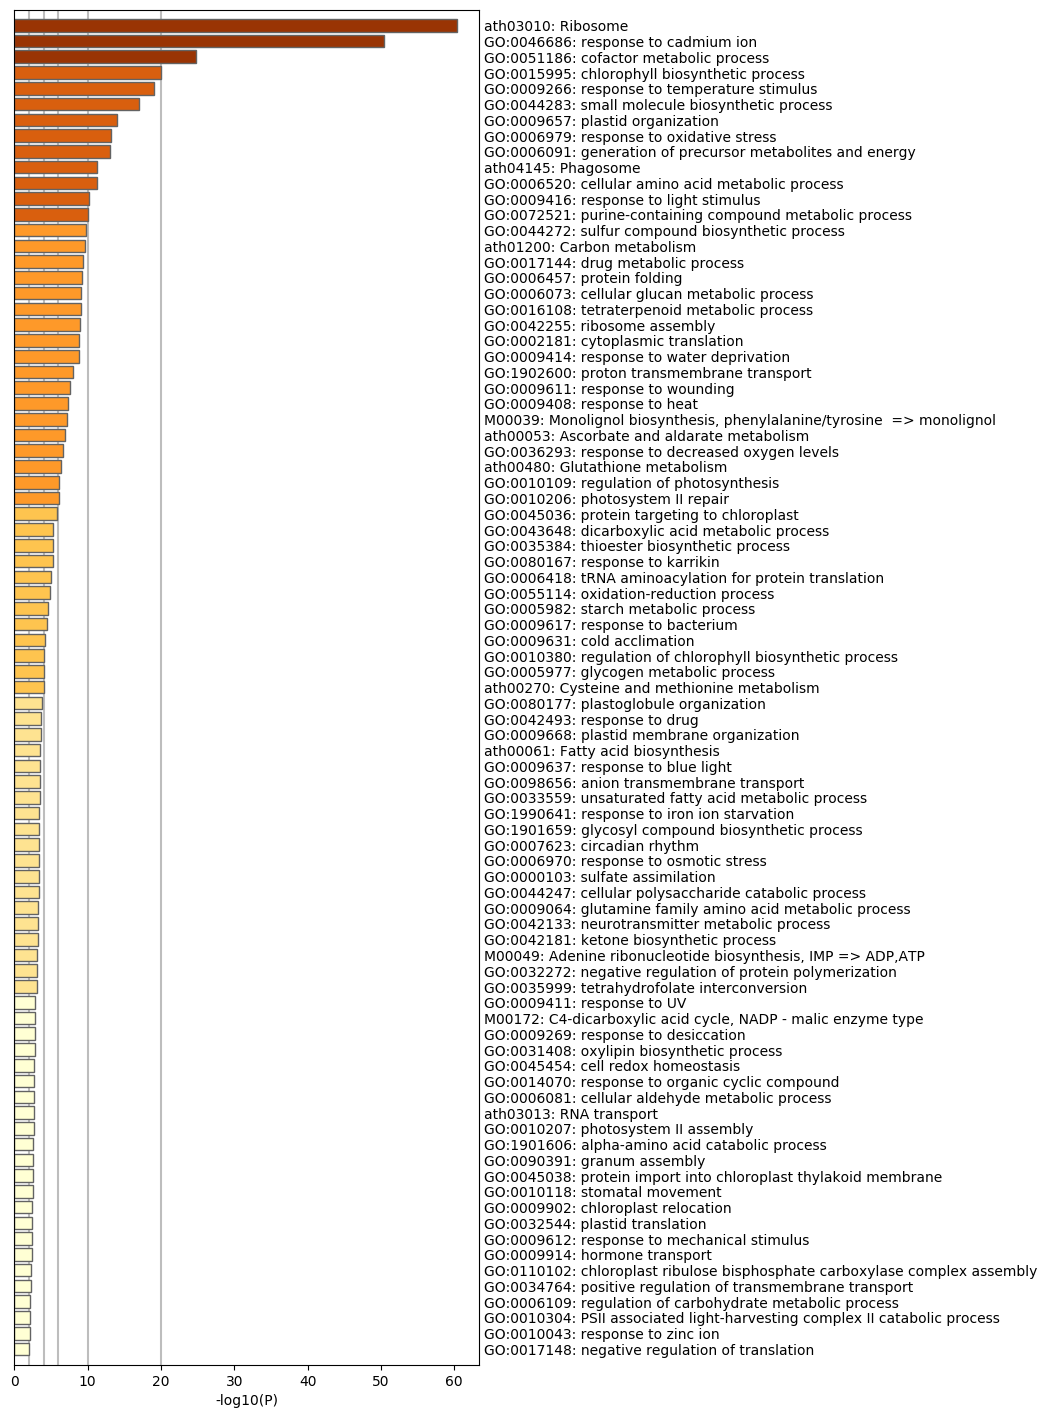 ath03010: Ribosome
GO:0046686: response to cadmium ion
GO:0051186: cofactor metabolic process
GO:0015995: chlorophyll biosynthetic process
GO:0009266: response to temperature stimulus
GO:0044283: small molecule biosynthetic process
GO:0009657: plastid organization
GO:0006979: response to oxidative stress
GO:0006091: generation of precursor metabolites and energy
ath04145: Phagosome
GO:0006520: cellular amino acid metabolic process
GO:0009416: response to light stimulus
GO:0072521: purine-containing compound metabolic process
GO:0044272: sulfur compound biosynthetic process
ath01200: Carbon metabolism
GO:0017144: drug metabolic process
GO:0006457: protein folding
GO:0006073: cellular glucan metabolic process
GO:0016108: tetraterpenoid metabolic process
GO:0042255: ribosome assembly
GO:0002181: cytoplasmic translation
GO:0009414: response to water deprivation
GO:1902600: proton transmembrane transport
GO:0009611: response to wounding
GO:0009408: response to heat
M00039: Monolignol biosynthesis, phenylalanine/tyrosine  => monolignol
ath00053: Ascorbate and aldarate metabolism
GO:0036293: response to decreased oxygen levels
ath00480: Glutathione metabolism
GO:0010109: regulation of photosynthesis
GO:0010206: photosystem II repair
GO:0045036: protein targeting to chloroplast
GO:0043648: dicarboxylic acid metabolic process
GO:0035384: thioester biosynthetic process
GO:0080167: response to karrikin
GO:0006418: tRNA aminoacylation for protein translation
GO:0055114: oxidation-reduction process
GO:0005982: starch metabolic process
GO:0009617: response to bacterium
GO:0009631: cold acclimation
GO:0010380: regulation of chlorophyll biosynthetic process
GO:0005977: glycogen metabolic process
ath00270: Cysteine and methionine metabolism
GO:0080177: plastoglobule organization
GO:0042493: response to drug
GO:0009668: plastid membrane organization
ath00061: Fatty acid biosynthesis
GO:0009637: response to blue light
GO:0098656: anion transmembrane transport
GO:0033559: unsaturated fatty acid metabolic process
GO:1990641: response to iron ion starvation
GO:1901659: glycosyl compound biosynthetic process
GO:0007623: circadian rhythm
GO:0006970: response to osmotic stress
GO:0000103: sulfate assimilation
GO:0044247: cellular polysaccharide catabolic process
GO:0009064: glutamine family amino acid metabolic process
GO:0042133: neurotransmitter metabolic process
GO:0042181: ketone biosynthetic process
M00049: Adenine ribonucleotide biosynthesis, IMP => ADP,ATP
GO:0032272: negative regulation of protein polymerization
GO:0035999: tetrahydrofolate interconversion
GO:0009411: response to UV
M00172: C4-dicarboxylic acid cycle, NADP - malic enzyme type
GO:0009269: response to desiccation
GO:0031408: oxylipin biosynthetic process
GO:0045454: cell redox homeostasis
GO:0014070: response to organic cyclic compound
GO:0006081: cellular aldehyde metabolic process
ath03013: RNA transport
GO:0010207: photosystem II assembly
GO:1901606: alpha-amino acid catabolic process
GO:0090391: granum assembly
GO:0045038: protein import into chloroplast thylakoid membrane
GO:0010118: stomatal movement
GO:0009902: chloroplast relocation
GO:0032544: plastid translation
GO:0009612: response to mechanical stimulus
GO:0009914: hormone transport
GO:0110102: chloroplast ribulose bisphosphate carboxylase complex assembly
GO:0034764: positive regulation of transmembrane transport
GO:0006109: regulation of carbohydrate metabolic process
GO:0010304: PSII associated light-harvesting complex II catabolic process
GO:0010043: response to zinc ion
GO:0017148: negative regulation of translation
0 10 20 30 40 50 60
-log10(P)